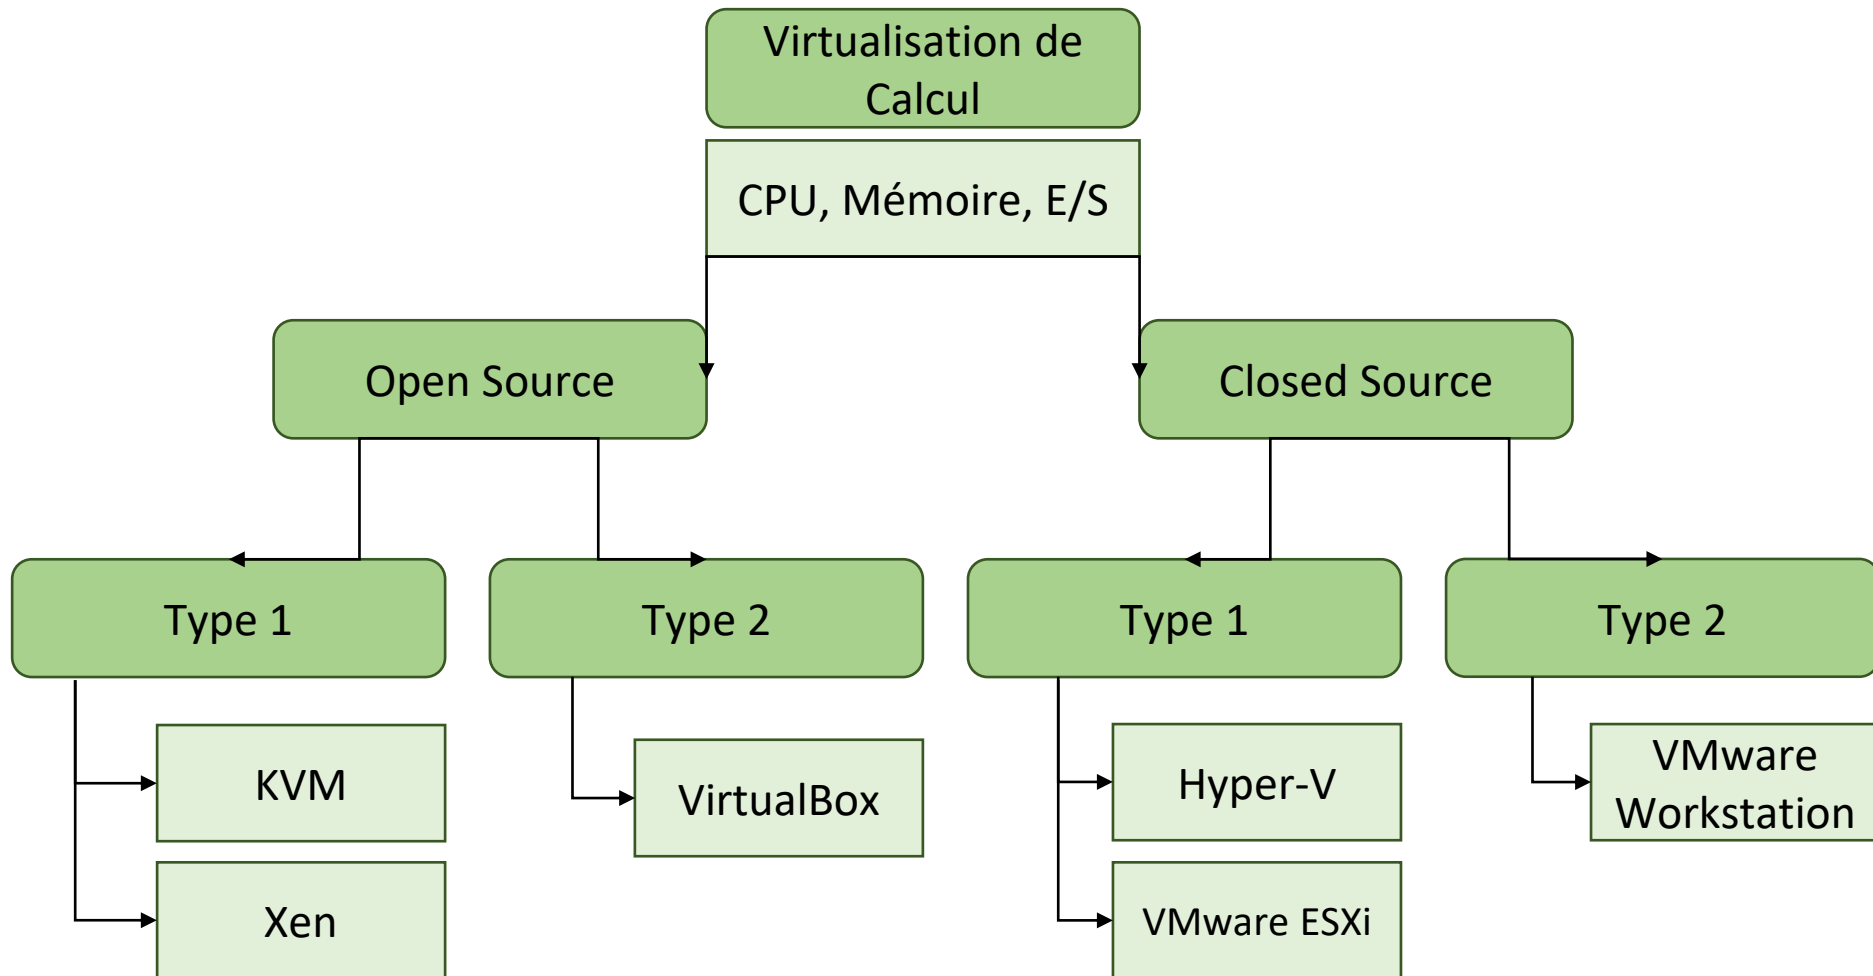 Virtualisation de
Calcul
CPU, Mémoire, E/S
Open Source
Closed Source
Type 1
Type 2
Type 1
Type 2
KVM
VirtualBox
Hyper-V
VMware
Workstation
Xen
VMware ESXi